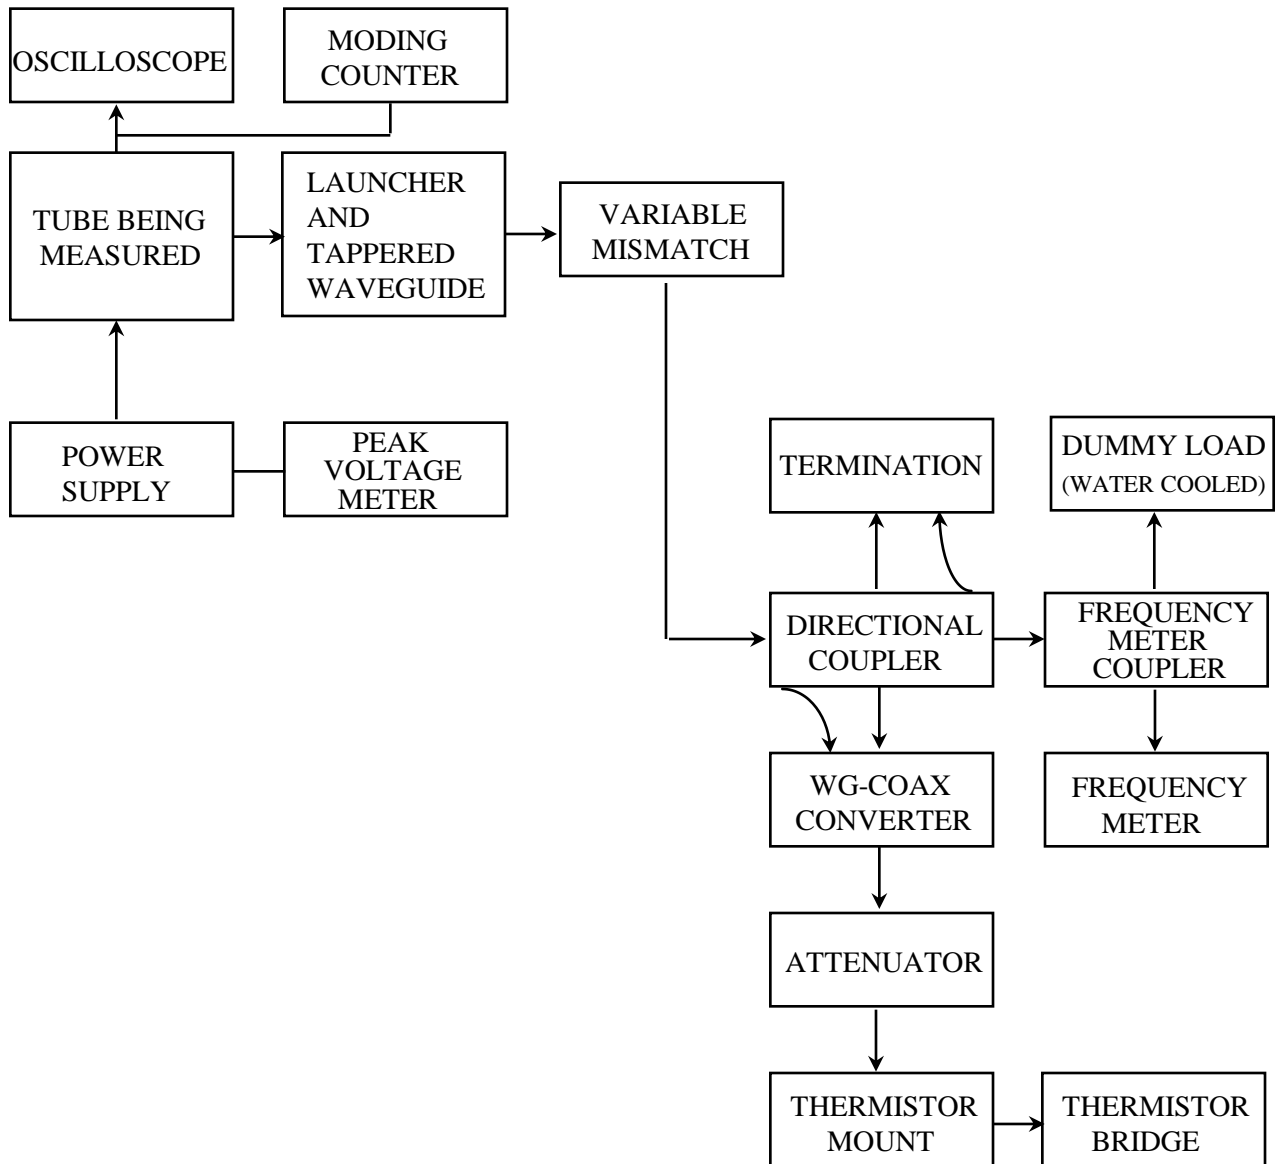 OSCILLOSCOPE
MODING
COUNTER
TUBE BEING
MEASURED
LAUNCHER
AND
TAPPERED
WAVEGUIDE
VARIABLE
MISMATCH
POWER
SUPPLY
PEAK
VOLTAGE
METER
TERMINATION
DUMMY LOAD
(WATER COOLED)
DIRECTIONAL
COUPLER
FREQUENCY
METER
COUPLER
WG-COAX
CONVERTER
FREQUENCY
METER
ATTENUATOR
THERMISTOR
MOUNT
THERMISTOR
BRIDGE